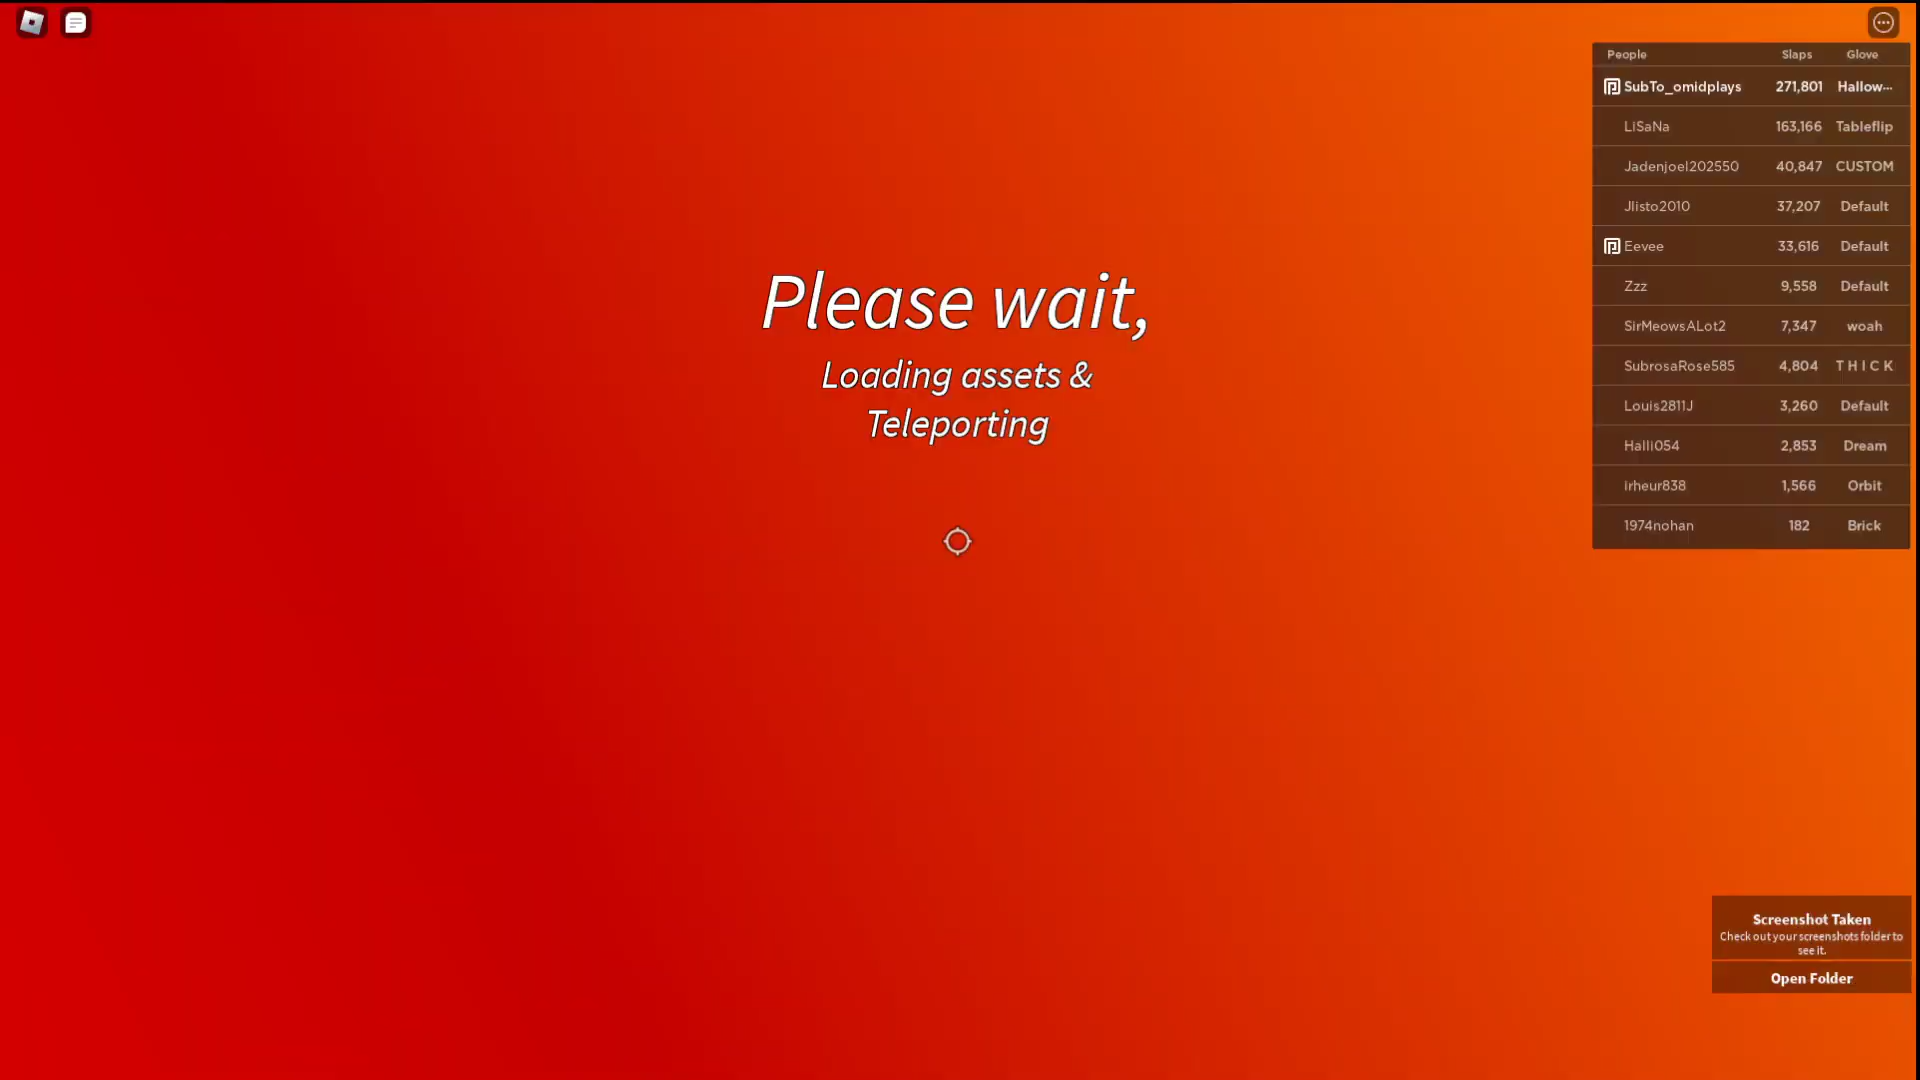 People Slaps Glove
SubTo_omidplays 271,801 Hallow...
LiSaNa 163,166 Tableflip
Jadenjoel202550 40,847 CUSTOM
Jlisto2010 37,207 Default
Eevee 33,616 Default
Zzz 9,558 Default
SirMeowsALot2 7,347 woah
SubrosaRose585 4,804 T H I C K
Louis2811J 3,260 Default
Halli054 2,853 Dream
irheur838 1,566 Orbit
1974nohan 182 Brick
Please wait,
Loading assets &
Teleporting
Screenshot Taken
Check out your screenshots folder to
see it.
Open Folder